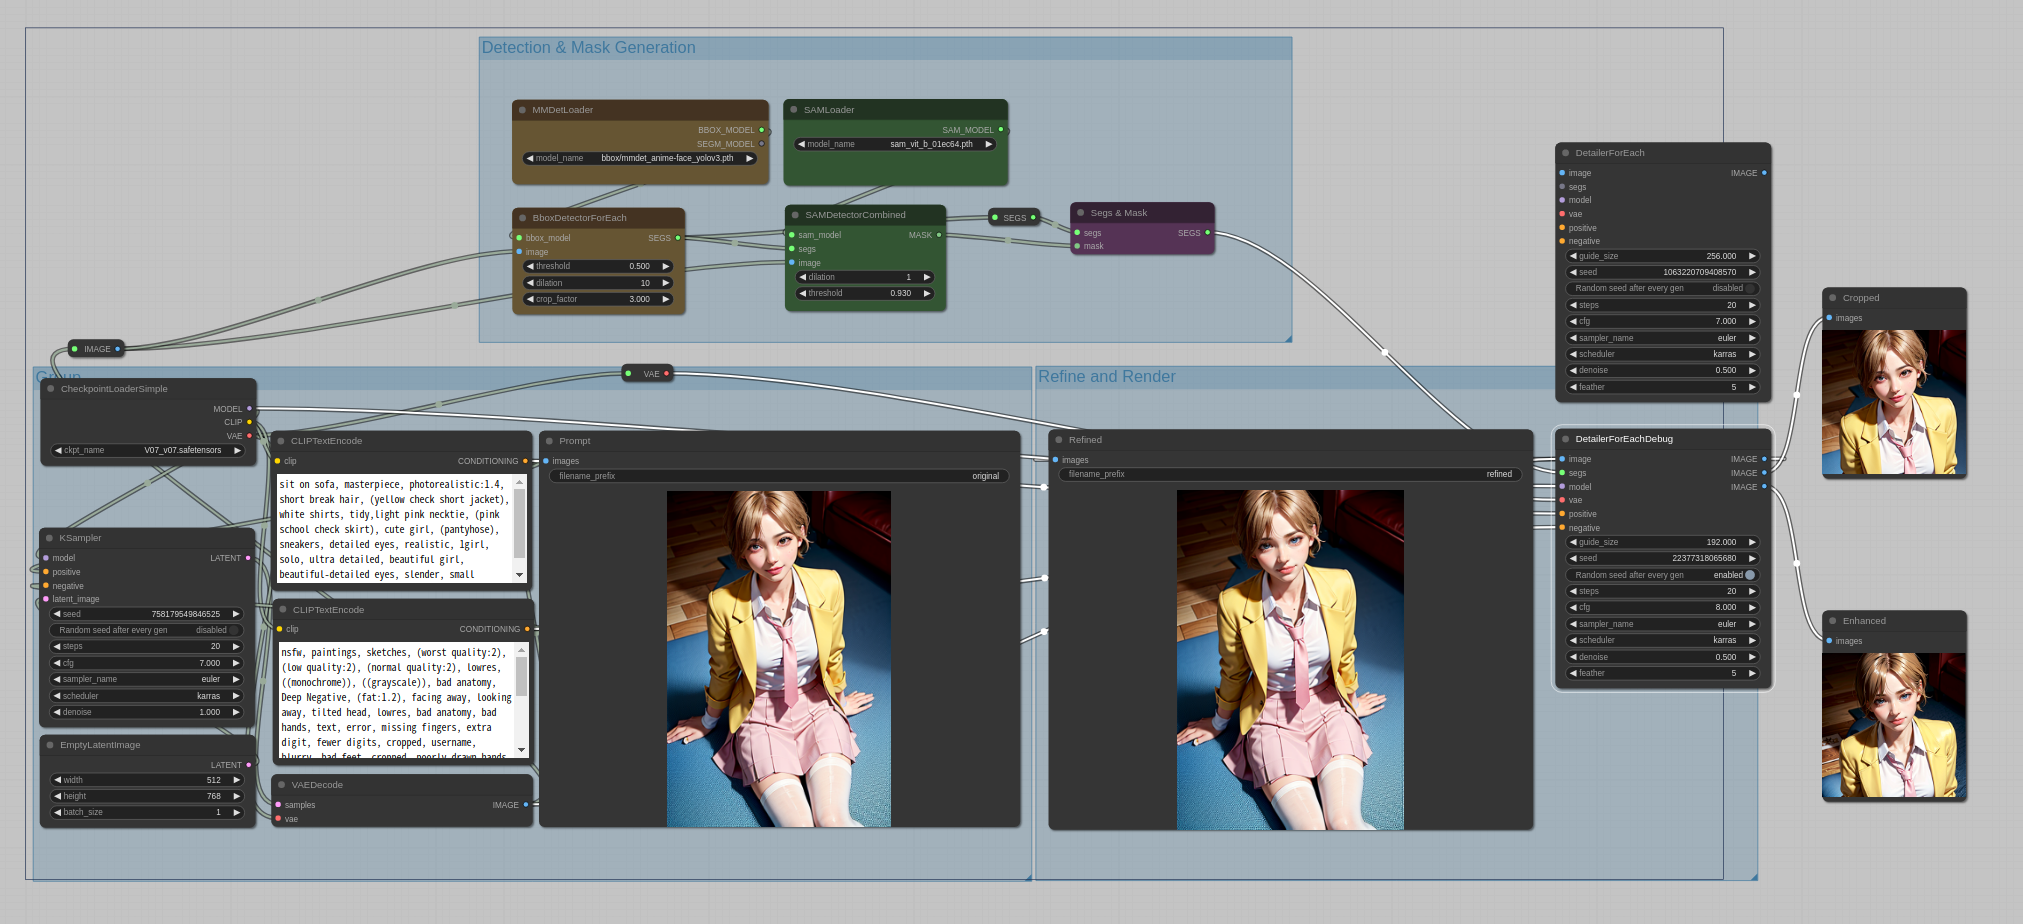 Detection & Mask Generation
MMDetLoader
BBOX_MODEL
SEGM_MODEL
model_name bbox/mmdet_anime-face_yolov3.pth
SAMLoader
SAM_MODEL
model_name sam_vit_b_01ec64.pth
BboxDetectorForEach
bbox_model SEGS
image
threshold 0.500
dilation 10
crop_factor 3.000
SAMDetectorCombined
sam_model MASK
segs
image
dilation 1
threshold 0.930
SEGS
Segs & Mask
segs SEGS
mask
DetailerForEach
image IMAGE
segs
model
vae
positive
negative
guide_size 256.000
seed 1063220709408570
Random seed after every gen disabled
steps 20
cfg 7.000
sampler_name euler
scheduler karras
denoise 0.500
feather 5
Cropped
images
IMAGE
VAE
Group
CheckpointLoaderSimple
MODEL
CLIP
VAE
ckpt_name V07_v07.safetensors
CLIPTextEncode
clip CONDITIONING
sit on sofa, masterpiece, photorealistic:1.4,
short break hair, (yellow check short jacket),
white shirts, tidy,light pink necktie, (pink
school check skirt), cute girl, (pantyhose),
sneakers, detailed eyes, realistic, 1girl,
solo, ultra detailed, beautiful girl,
beautiful-detailed eyes, slender, small
KSampler
model LATENT
positive
negative
latent_image
seed 758179549846525
Random seed after every gen disabled
steps 20
cfg 7.000
sampler_name euler
scheduler karras
denoise 1.000
CLIPTextEncode
clip CONDITIONING
nsfw, paintings, sketches, (worst quality:2),
(low quality:2), (normal quality:2), lowres,
((monochrome)), ((grayscale)), bad anatomy,
Deep Negative, (fat:1.2), facing away, looking
away, tilted head, lowres, bad anatomy, bad
hands, text, error, missing fingers, extra
digit, fewer digits, cropped, username,
blurry, bad feet, cropped, poorly drawn hands
EmptyLatentImage
LATENT
width 512
height 768
batch_size 1
VAEDecode
samples IMAGE
vae
Prompt
images
filename_prefix original
Refine and Render
Refined
images
filename_prefix refined
DetailerForEachDebug
image IMAGE
segs IMAGE
model IMAGE
vae
positive
negative
guide_size 192.000
seed 22377318065680
Random seed after every gen enabled
steps 20
cfg 8.000
sampler_name euler
scheduler karras
denoise 0.500
feather 5
Enhanced
images